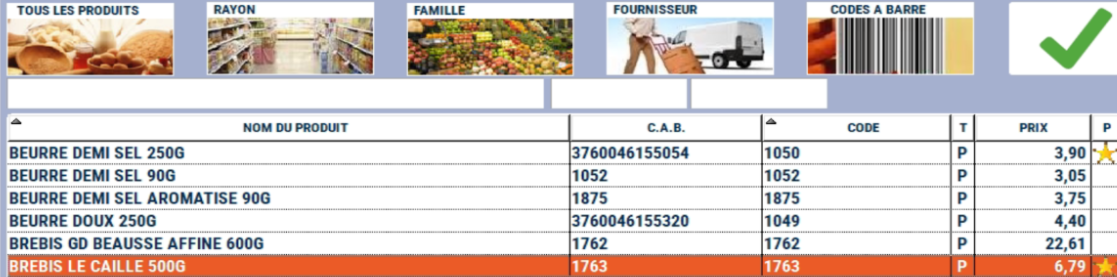 TOUS LES PRODUITS RAYON FAMILLE FOURNISSEUR CODES A BARRE
NOM DU PRODUIT C.A.B. CODE T PRIX P
BEURRE DEMI SEL 250G 3760046155054 1050 P 3,90
BEURRE DEMI SEL 90G 1052 1052 P 3,05
BEURRE DEMI SEL AROMATISE 90G 1875 1875 P 3,75
BEURRE DOUX 250G 3760046155320 1049 P 4,40
BREBIS GD BEAUSSE AFFINE 600G 1762 1762 P 22,61
BREBIS LE CAILLE 500G 1763 1763 P 6,79